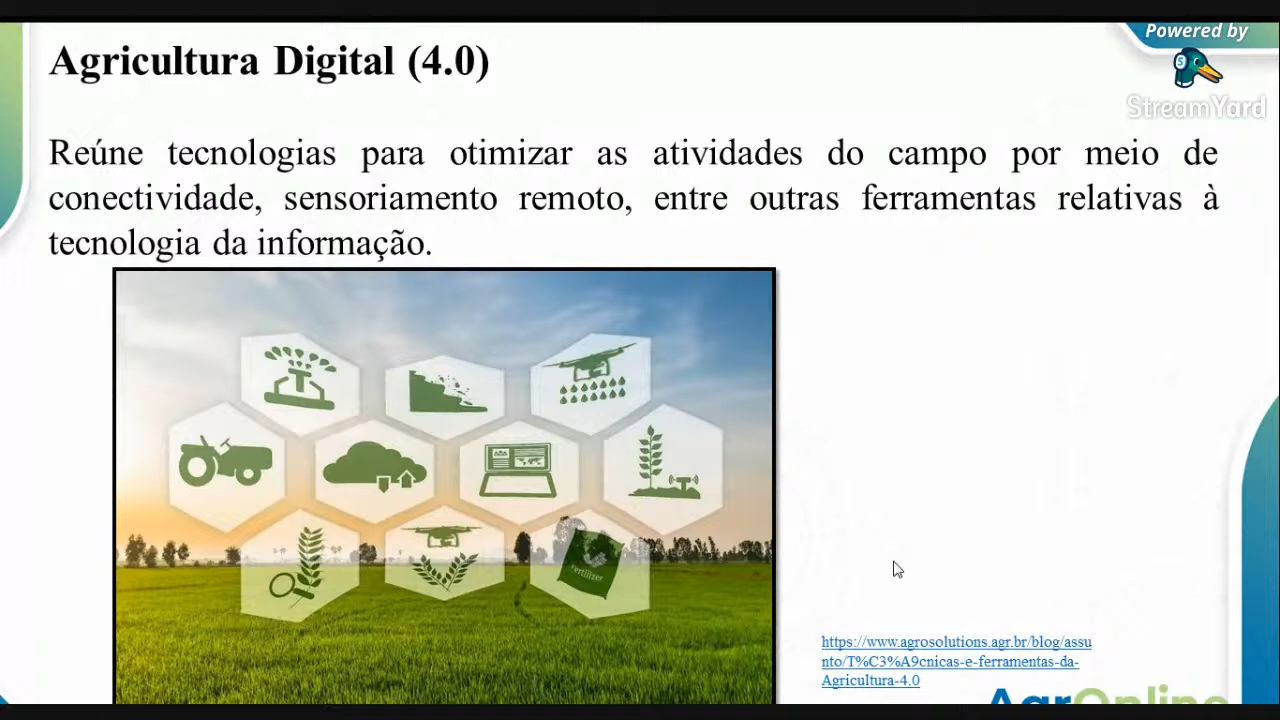 Powered by
Agricultura Digital (4.0)
StreamYard
Reúne tecnologias para otimizar as atividades do campo por meio de
conectividade, sensoriamento remoto, entre outras ferramentas relativas à
tecnologia da informação.
Fertilizer
https://www.agrosolutions.agr.br/blog/assu
nto/T%C3%A9cnicas-e-ferramentas-da-
Agricultura-4.0
AgrOnline